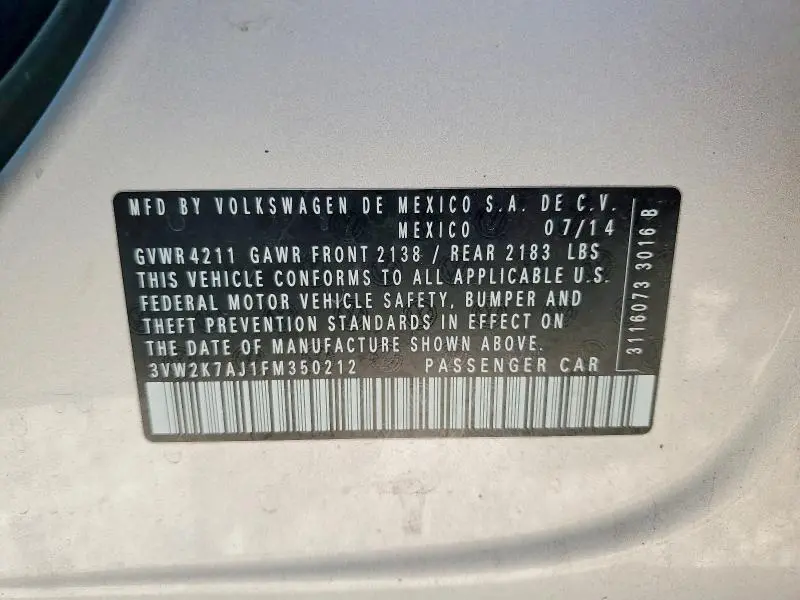 MFD BY VOLKSWAGEN DE MEXICO S.A. DE C.V.
MEXICO 07/14
GVWR 4211 GAWR FRONT 2138 / REAR 2183 LBS
THIS VEHICLE CONFORMS TO ALL APPLICABLE U.S.
FEDERAL MOTOR VEHICLE SAFETY, BUMPER AND
THEFT PREVENTION STANDARDS IN EFFECT ON
THE DATE OF MANUFACTURE SHOWN ABOVE.
3VW2K7AJ1FM350212 PASSENGER CAR
3116073 3016 B